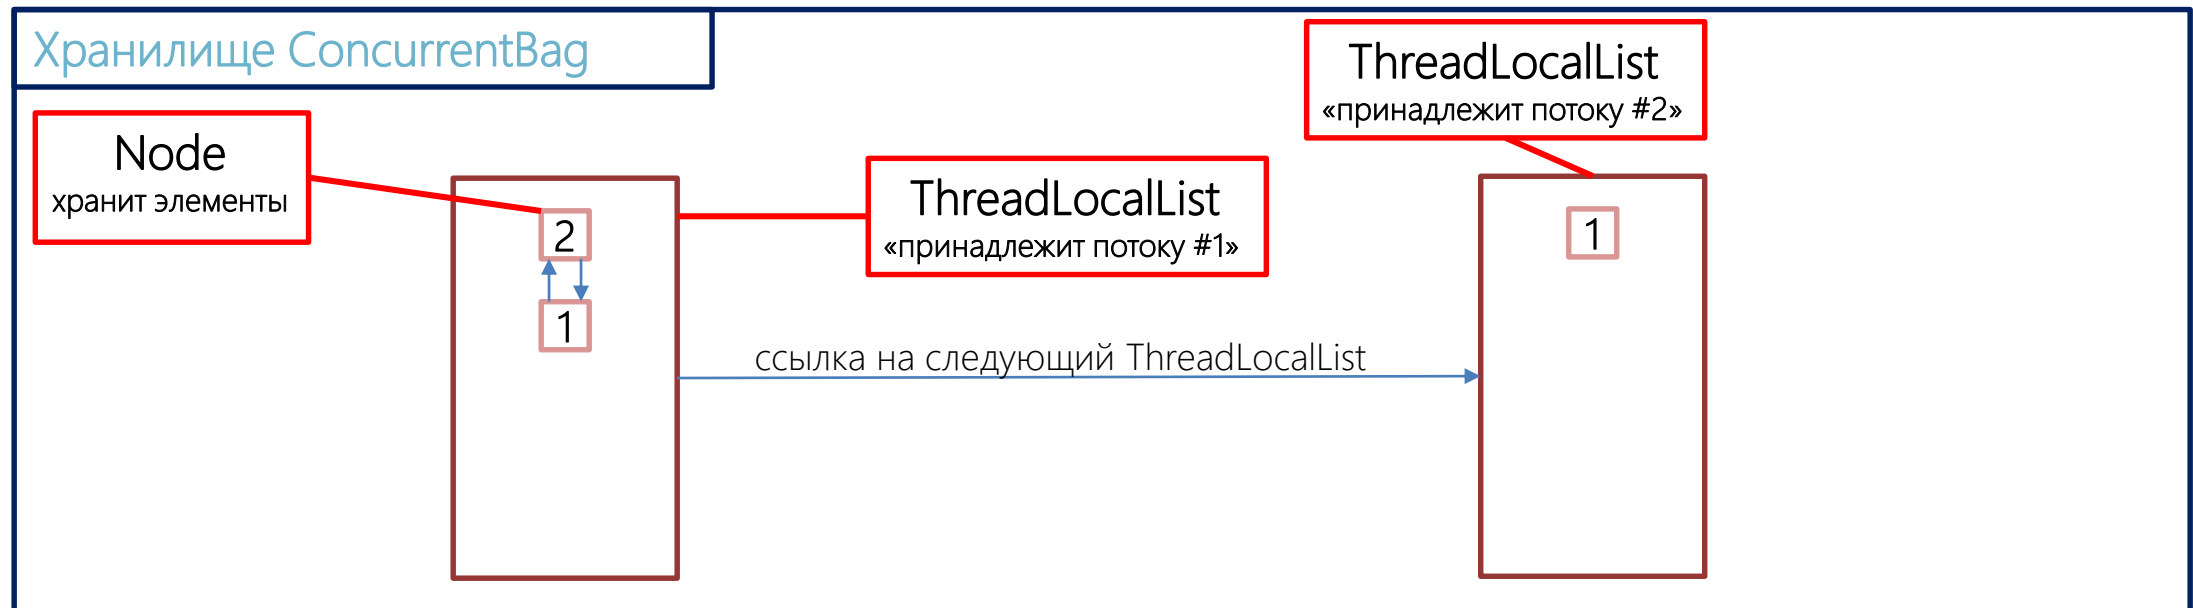 Хранилище ConcurrentBag
ThreadLocalList
«принадлежит потоку #2»
Node
хранит элементы
ThreadLocalList
«принадлежит потоку #1»
2
1
1
ссылка на следующий ThreadLocalList